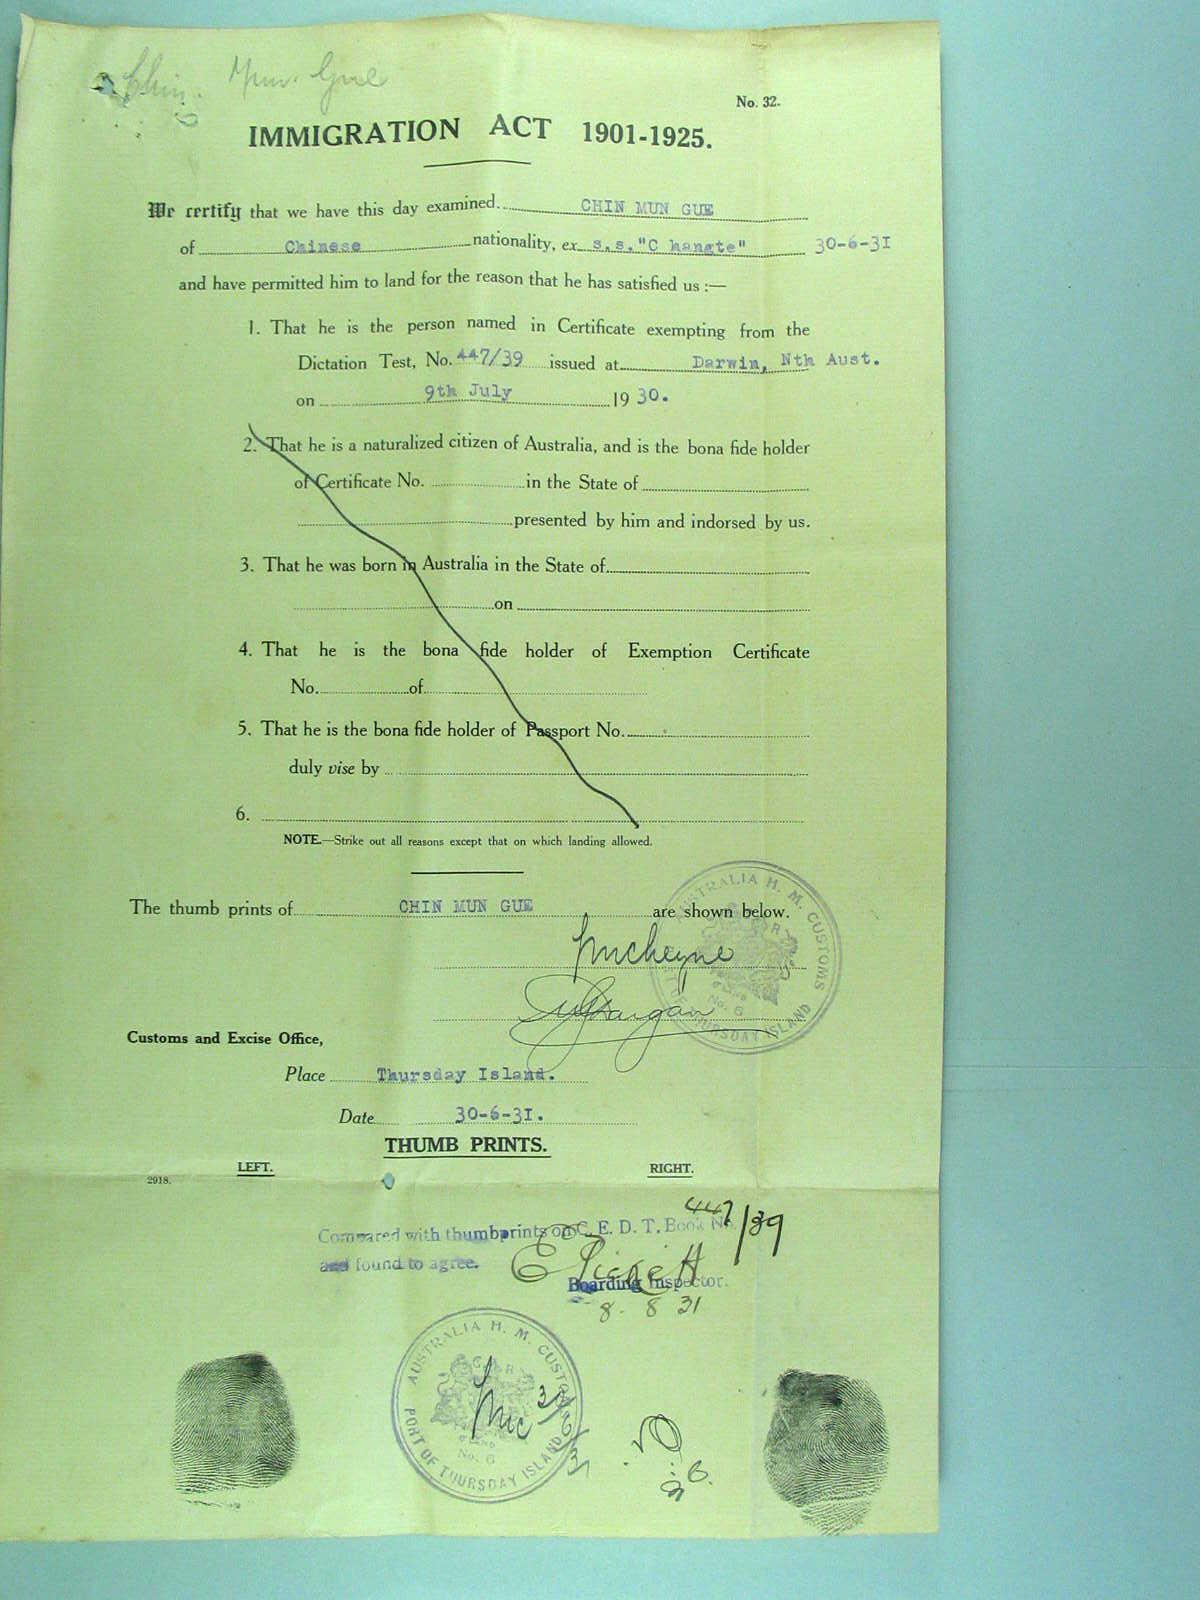 Chin. Mun. Gue
No. 32.
IMMIGRATION ACT 1901-1925.
We certify that we have this day examined CHIN MUN GUE
of Chinese nationality, ex s.s."C hangte" 30-6-31
and have permitted him to land for the reason that he has satisfied us :—
1. That he is the person named in Certificate exempting from the
Dictation Test, No. 447/39 issued at Darwin, Nth Aust.
on 9th July 19 30.
2. That he is a naturalized citizen of Australia, and is the bona fide holder
of Certificate No. in the State of
presented by him and indorsed by us.
3. That he was born in Australia in the State of
on
4. That he is the bona fide holder of Exemption Certificate
No. of
5. That he is the bona fide holder of Passport No.
duly vise by
6.
NOTE.—Strike out all reasons except that on which landing allowed.
The thumb prints of CHIN MUN GUE are shown below.
AUSTRALIA H. M. CUSTOMS
No. 6
THURSDAY ISLAND
Customs and Excise Office,
Place Thursday Island.
Date 30-6-31.
THUMB PRINTS.
LEFT. RIGHT.
2918.
447/39
Compared with thumbprints on C. E. D. T. Book No.
and found to agree.
Boarding Inspector.
8. 8 31
AUSTRALIA H. M. CUSTOMS
No. 6
PORT OF THURSDAY ISLAND